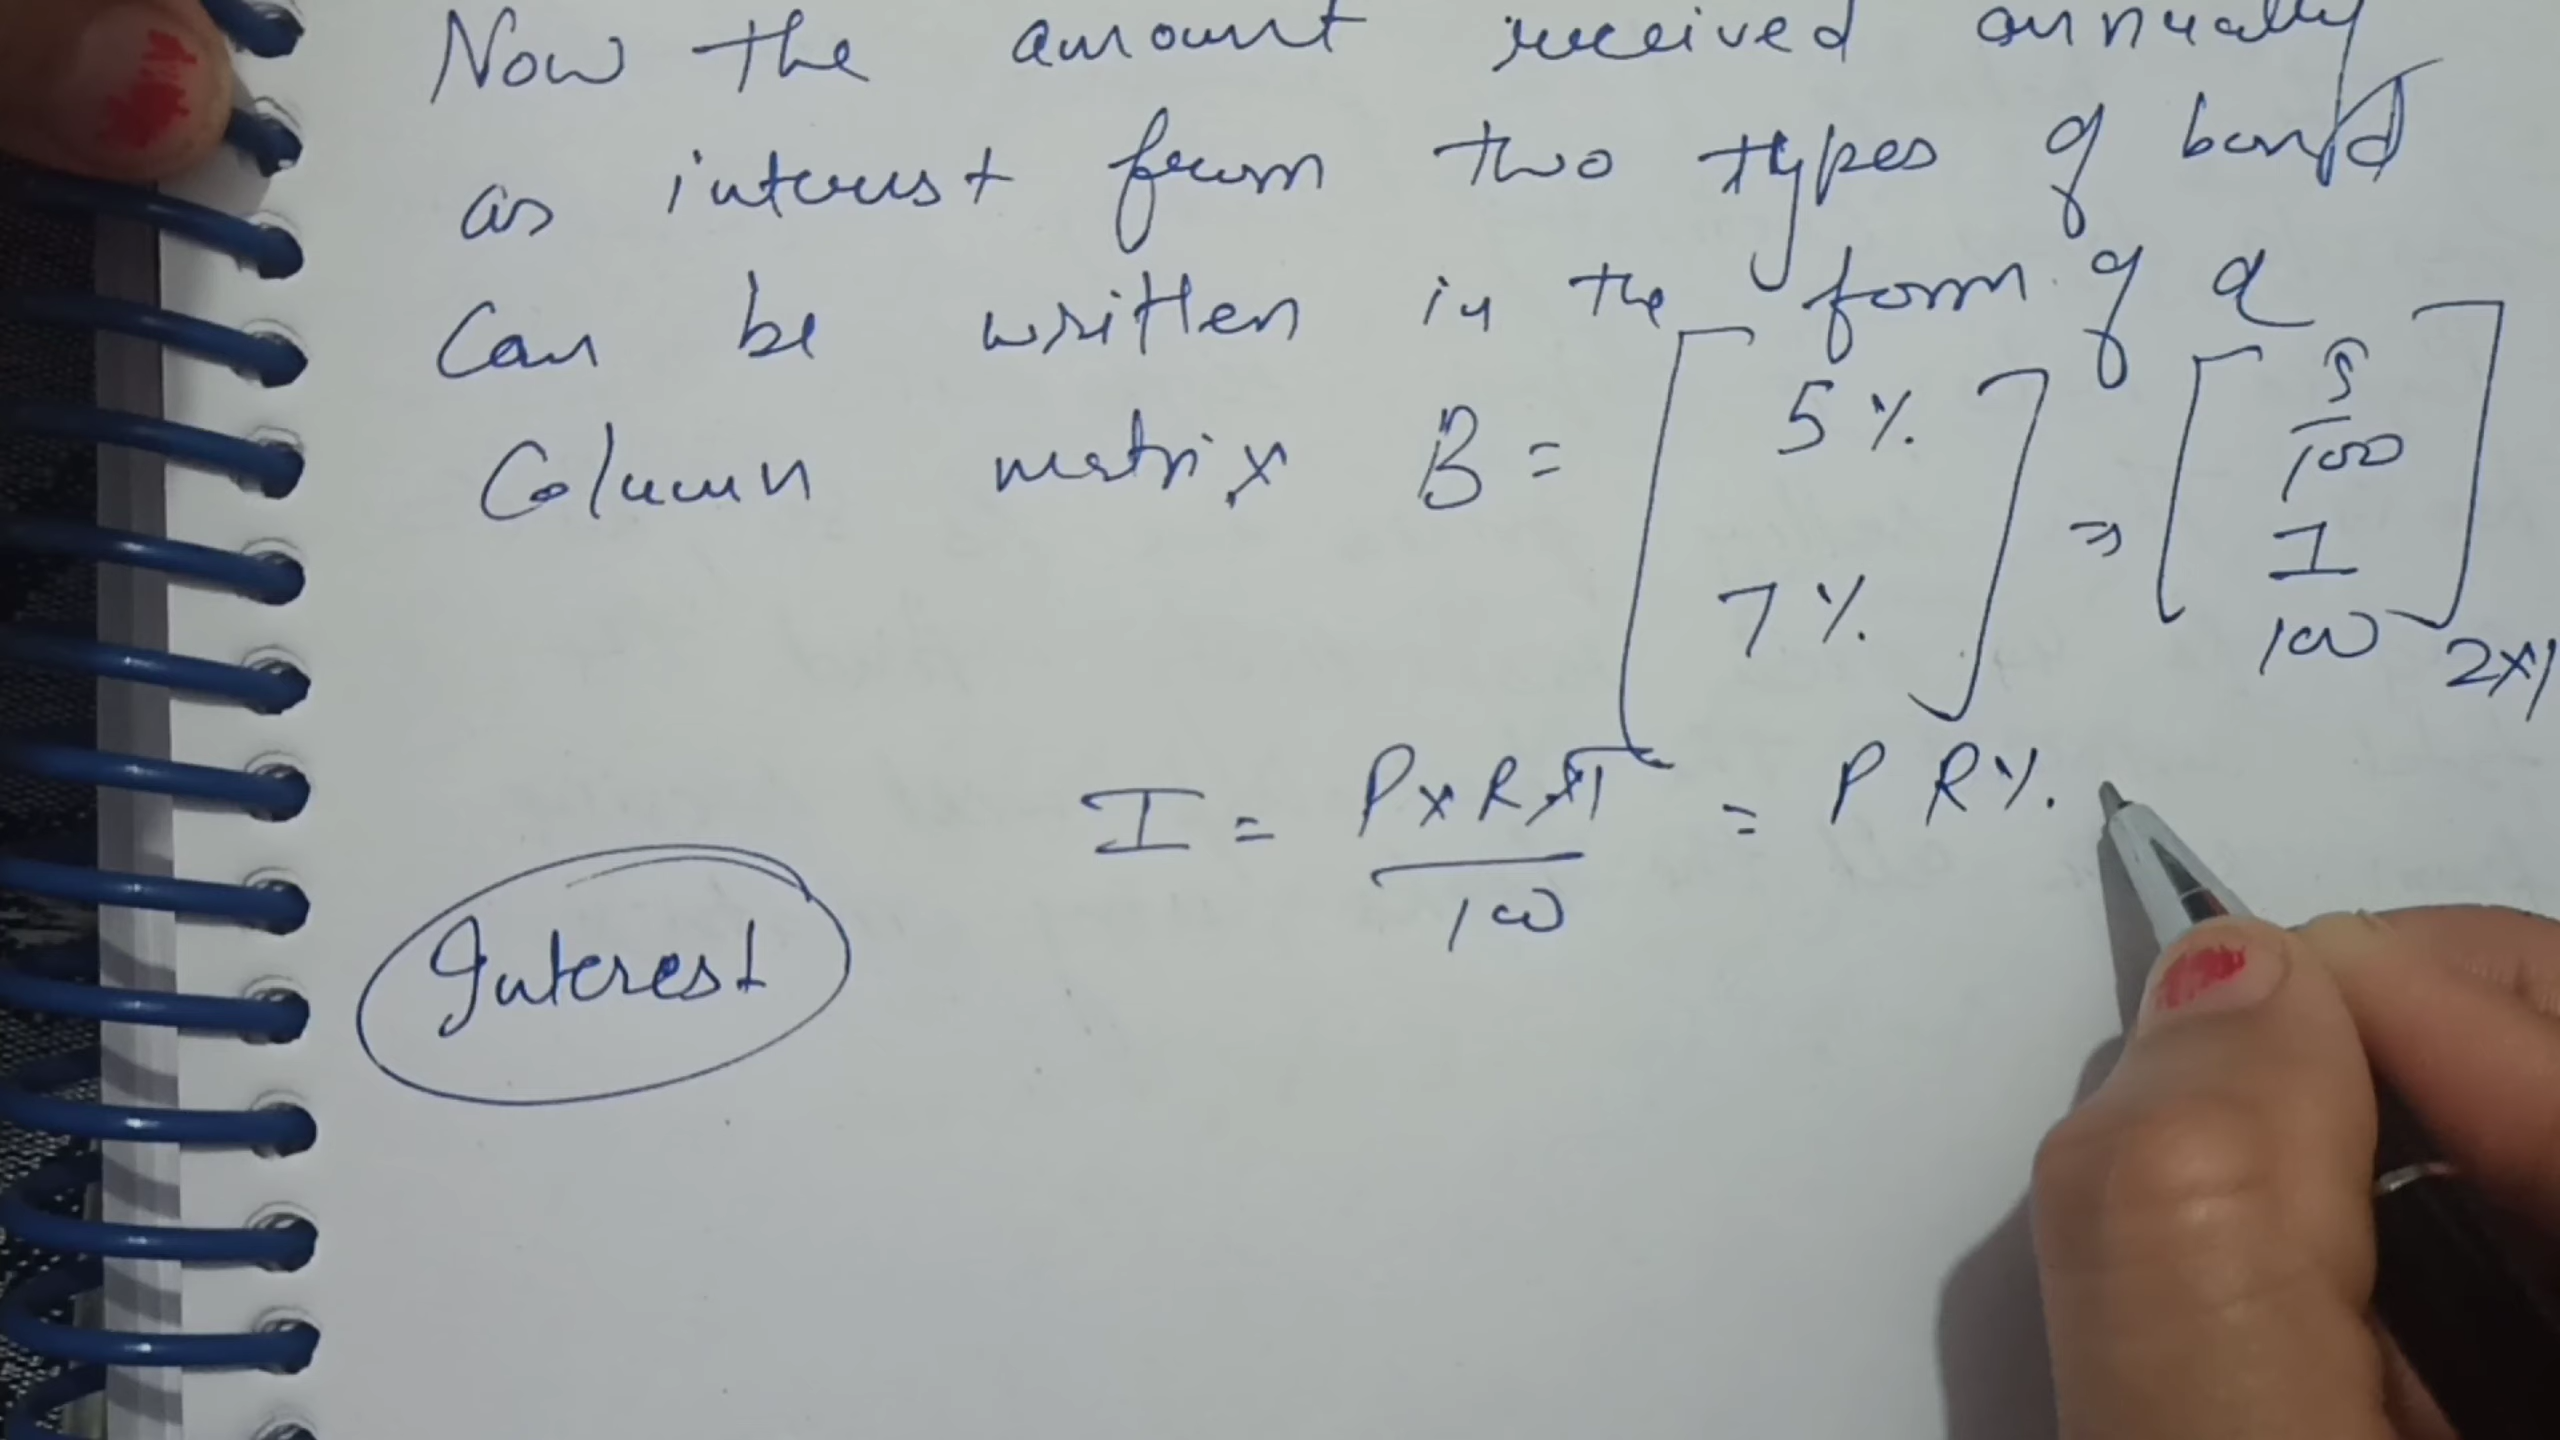 Now the amount received annually
as interest from two types of bond
Can be written in the form of a
Column matrix B = [ 5% 7% ] ⇒ [ 5/100 7/100 ] 2×1
I = P×R×1/100 = P R%
Interest